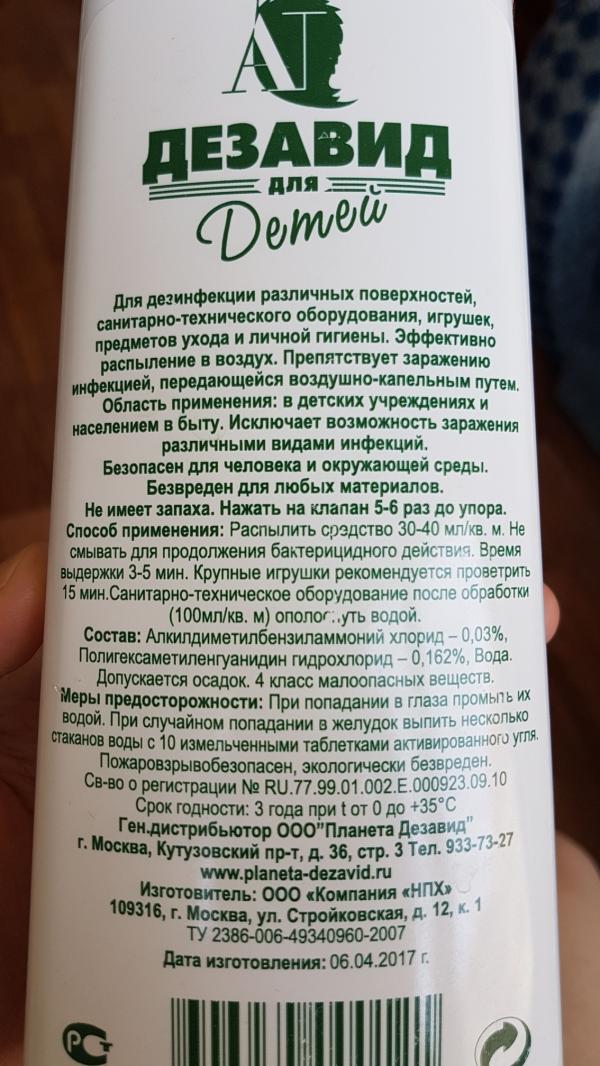 АТ
ДЕЗАВИД
для
Детей
Для дезинфекции различных поверхностей,
санитарно-технического оборудования, игрушек,
предметов ухода и личной гигиены. Эффективно
распыление в воздух. Препятствует заражению
инфекцией, передающейся воздушно-капельным путем.
Область применения: в детских учреждениях и
населением в быту. Исключает возможность заражения
различными видами инфекций.
Безопасен для человека и окружающей среды.
Безвреден для любых материалов.
Не имеет запаха. Нажать на клапан 5-6 раз до упора.
Способ применения: Распылить средство 30-40 мл/кв. м. Не
смывать для продолжения бактерицидного действия. Время
выдержки 3-5 мин. Крупные игрушки рекомендуется проветрить
15 мин.Санитарно-техническое оборудование после обработки
(100мл/кв. м) ополоснуть водой.
Состав: Алкилдиметилбензиламмоний хлорид – 0,03%,
Полигексаметиленгуанидин гидрохлорид – 0,162%, Вода.
Допускается осадок. 4 класс малоопасных веществ.
Меры предосторожности: При попадании в глаза промыть их
водой. При случайном попадании в желудок выпить несколько
стаканов воды с 10 измельченными таблетками активированного угля.
Пожаровзрывобезопасен, экологически безвреден.
Св-во о регистрации № RU.77.99.01.002.Е.000923.09.10
Срок годности: 3 года при t от 0 до +35°С
Ген.дистрибьютор ООО"Планета Дезавид"
г. Москва, Кутузовский пр-т, д. 36, стр. 3 Тел. 933-73-27
www.planeta-dezavid.ru
Изготовитель: ООО «Компания «НПХ»
109316, г. Москва, ул. Стройковская, д. 12, к. 1
ТУ 2386-006-49340960-2007
Дата изготовления: 06.04.2017 г.
РСТ